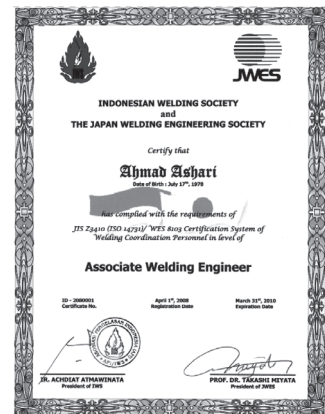 JWES
INDONESIAN WELDING SOCIETY
and
THE JAPAN WELDING ENGINEERING SOCIETY
Certify that
Ahmad Ashari
Date of Birth : July 17th, 1978
has complied with the requirements of
JIS Z3410 (ISO 14731)/ WES 8103 Certification System of
Welding Coordination Personnel in level of
Associate Welding Engineer
ID - 2080001 April 1st, 2008 March 31st, 2010
Certificate No. Registration Date Expiration Date
IR. ACHDIAT ATMAWINATA PROF. DR. TAKASHI MIYATA
President of IWS President of JWES